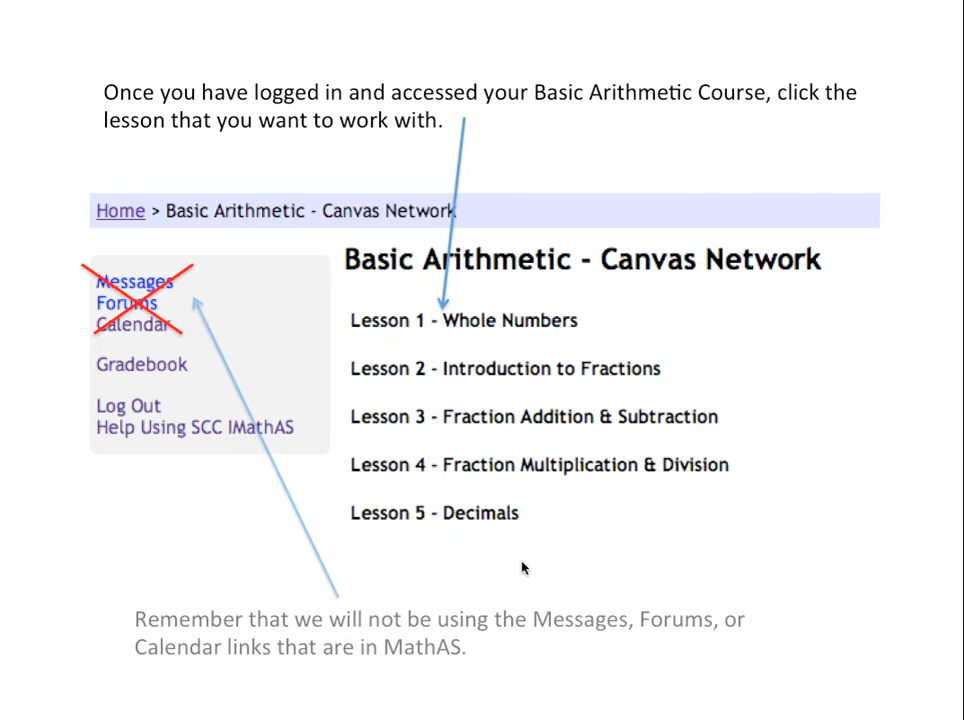 Once you have logged in and accessed your Basic Arithmetic Course, click the
lesson that you want to work with.
Home > Basic Arithmetic - Canvas Network
Messages
Forums
Calendar
Gradebook
Log Out
Help Using SCC IMathAS
Basic Arithmetic - Canvas Network
Lesson 1 - Whole Numbers
Lesson 2 - Introduction to Fractions
Lesson 3 - Fraction Addition & Subtraction
Lesson 4 - Fraction Multiplication & Division
Lesson 5 - Decimals
Remember that we will not be using the Messages, Forums, or
Calendar links that are in MathAS.